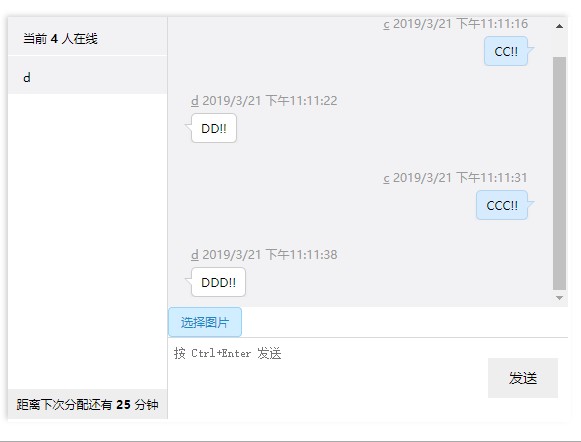 当前 4 人在线
d
距离下次分配还有 25 分钟
c 2019/3/21 下午11:11:16
CC!!
d 2019/3/21 下午11:11:22
DD!!
c 2019/3/21 下午11:11:31
CCC!!
d 2019/3/21 下午11:11:38
DDD!!
选择图片
按 Ctrl+Enter 发送
发送